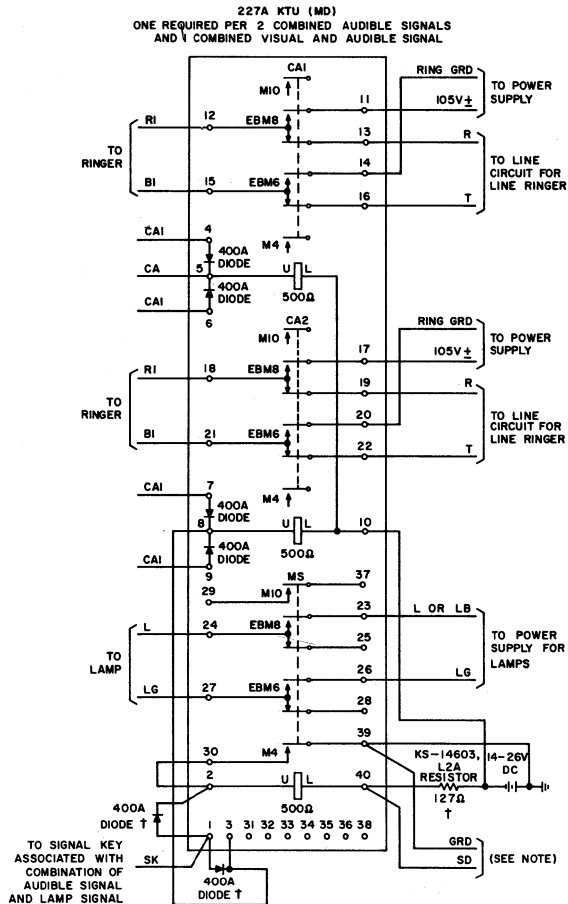 227A KTU (MD)
ONE REQUIRED PER 2 COMBINED AUDIBLE SIGNALS
AND 1 COMBINED VISUAL AND AUDIBLE SIGNAL
CA1
M10
RING GRD
TO POWER
SUPPLY
11
105V±
R1
12
EBM8
13
R
TO
RINGER
14
TO LINE
CIRCUIT FOR
LINE RINGER
B1
15
EBM6
16
T
CA1
4
M4
400A
DIODE
CA
5
U
L
500Ω
400A
DIODE
CA1
6
CA2
M10
RING GRD
TO POWER
SUPPLY
17
105V±
R1
18
EBM8
19
R
TO
RINGER
20
TO LINE
CIRCUIT FOR
LINE RINGER
B1
21
EBM6
22
T
CA1
7
M4
400A
DIODE
8
U
L
10
500Ω
400A
DIODE
CA1
9
MS
37
29
M10
23
L OR LB
L
24
EBM8
25
TO
LAMP
TO POWER
SUPPLY FOR
LAMPS
26
LG
LG
27
EBM6
28
39
30
M4
KS-14603,
L2A
RESISTOR
127Ω
†
14-26V
DC
2
U
L
40
500Ω
400A
DIODE †
1 3 31 32 33 34 35 36 38
GRD
SD
(SEE NOTE)
TO SIGNAL KEY
ASSOCIATED WITH
COMBINATION OF
AUDIBLE SIGNAL
AND LAMP SIGNAL
SK
400A
DIODE †